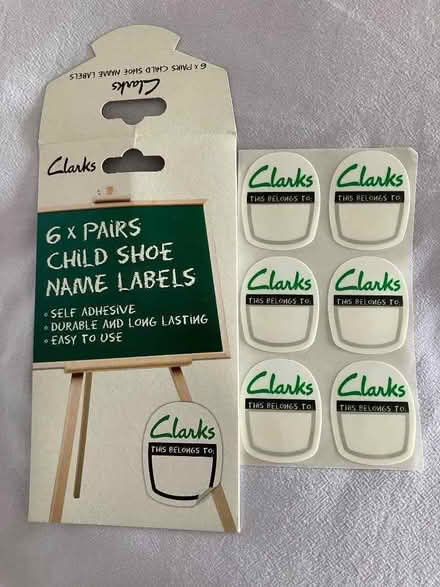 6 x PAIRS CHILD SHOE NAME LABELS
Clarks
Clarks
6 x PAIRS
CHILD SHOE
NAME LABELS
• SELF ADHESIVE
• DURABLE AND LONG LASTING
• EASY TO USE
Clarks
THIS BELONGS TO:
Clarks
THIS BELONGS TO:
Clarks
THIS BELONGS TO:
Clarks
THIS BELONGS TO:
Clarks
THIS BELONGS TO:
Clarks
THIS BELONGS TO:
Clarks
THIS BELONGS TO: